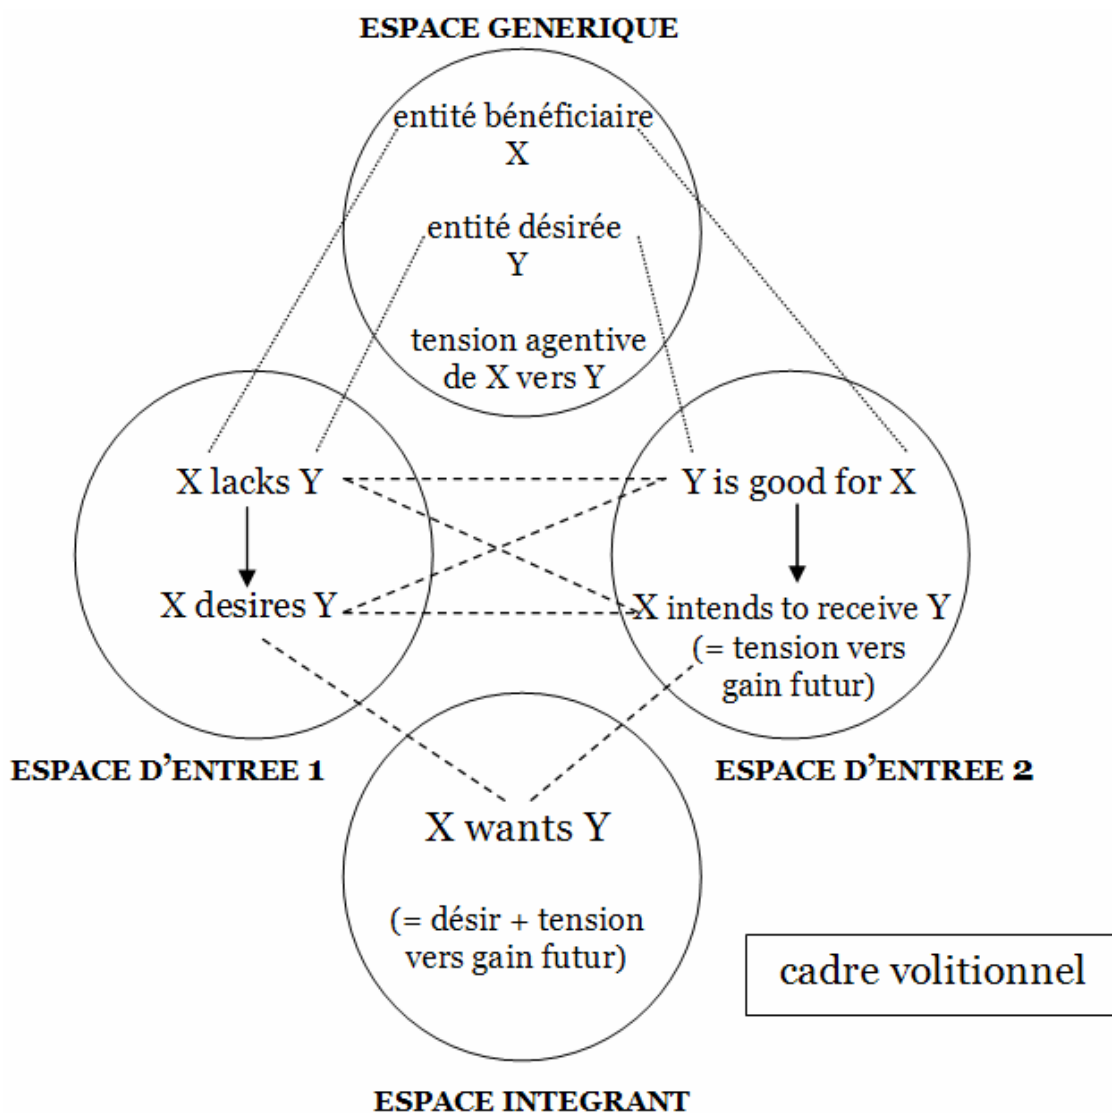 ESPACE GENERIQUE
entité bénéficiaire
X
entité désirée
Y
tension agentive
de X vers Y
X lacks Y
X desires Y
ESPACE D’ENTREE 1
Y is good for X
X intends to receive Y
(= tension vers
gain futur)
ESPACE D’ENTREE 2
X wants Y
(= désir + tension
vers gain futur)
cadre volitionnel
ESPACE INTEGRANT